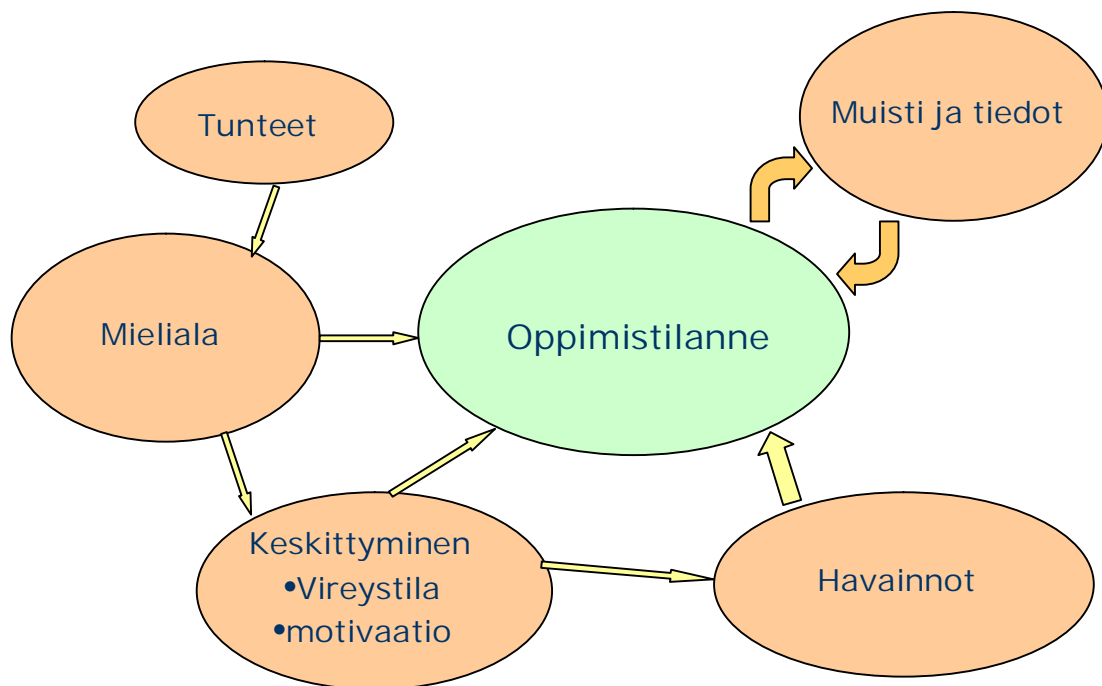 Tunteet
Muisti ja tiedot
Mieliala
Oppimistilanne
Keskittyminen
•Vireystila
•motivaatio
Havainnot